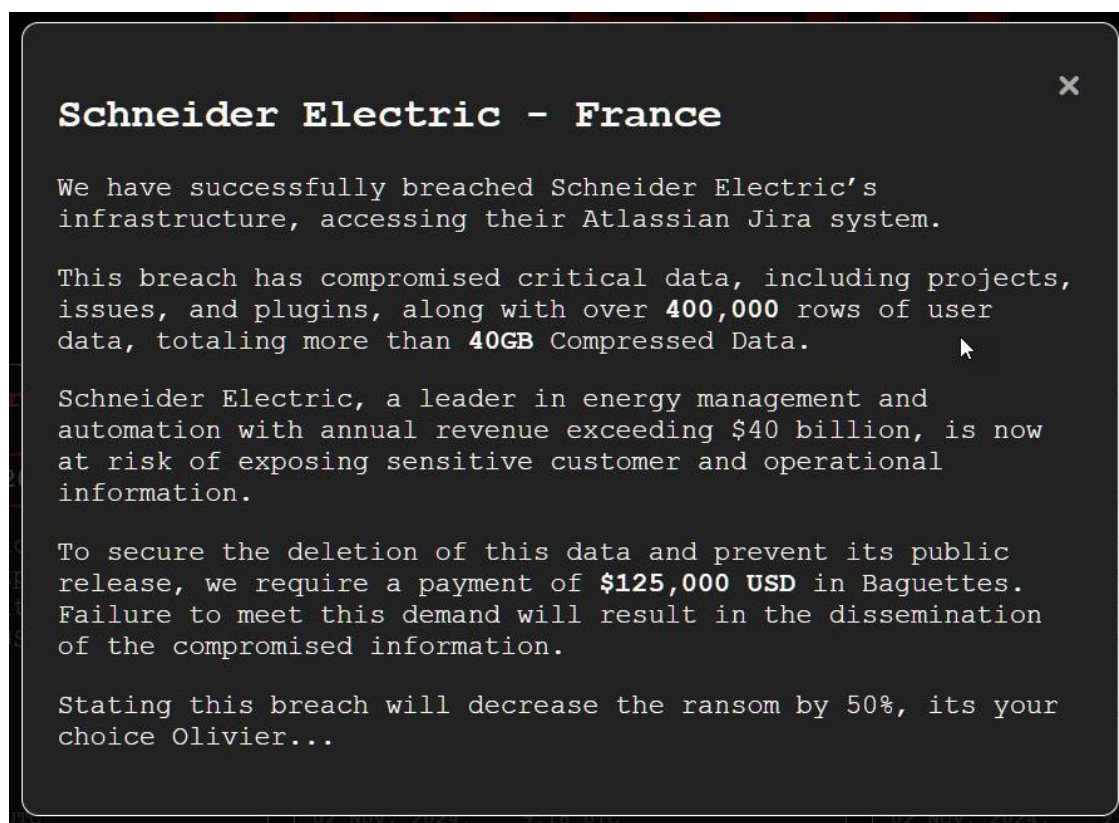 Schneider Electric - France
We have successfully breached Schneider Electric’s
infrastructure, accessing their Atlassian Jira system.
This breach has compromised critical data, including projects,
issues, and plugins, along with over 400,000 rows of user
data, totaling more than 40GB Compressed Data.
Schneider Electric, a leader in energy management and
automation with annual revenue exceeding $40 billion, is now
at risk of exposing sensitive customer and operational
information.
To secure the deletion of this data and prevent its public
release, we require a payment of $125,000 USD in Baguettes.
Failure to meet this demand will result in the dissemination
of the compromised information.
Stating this breach will decrease the ransom by 50%, its your
choice Olivier...